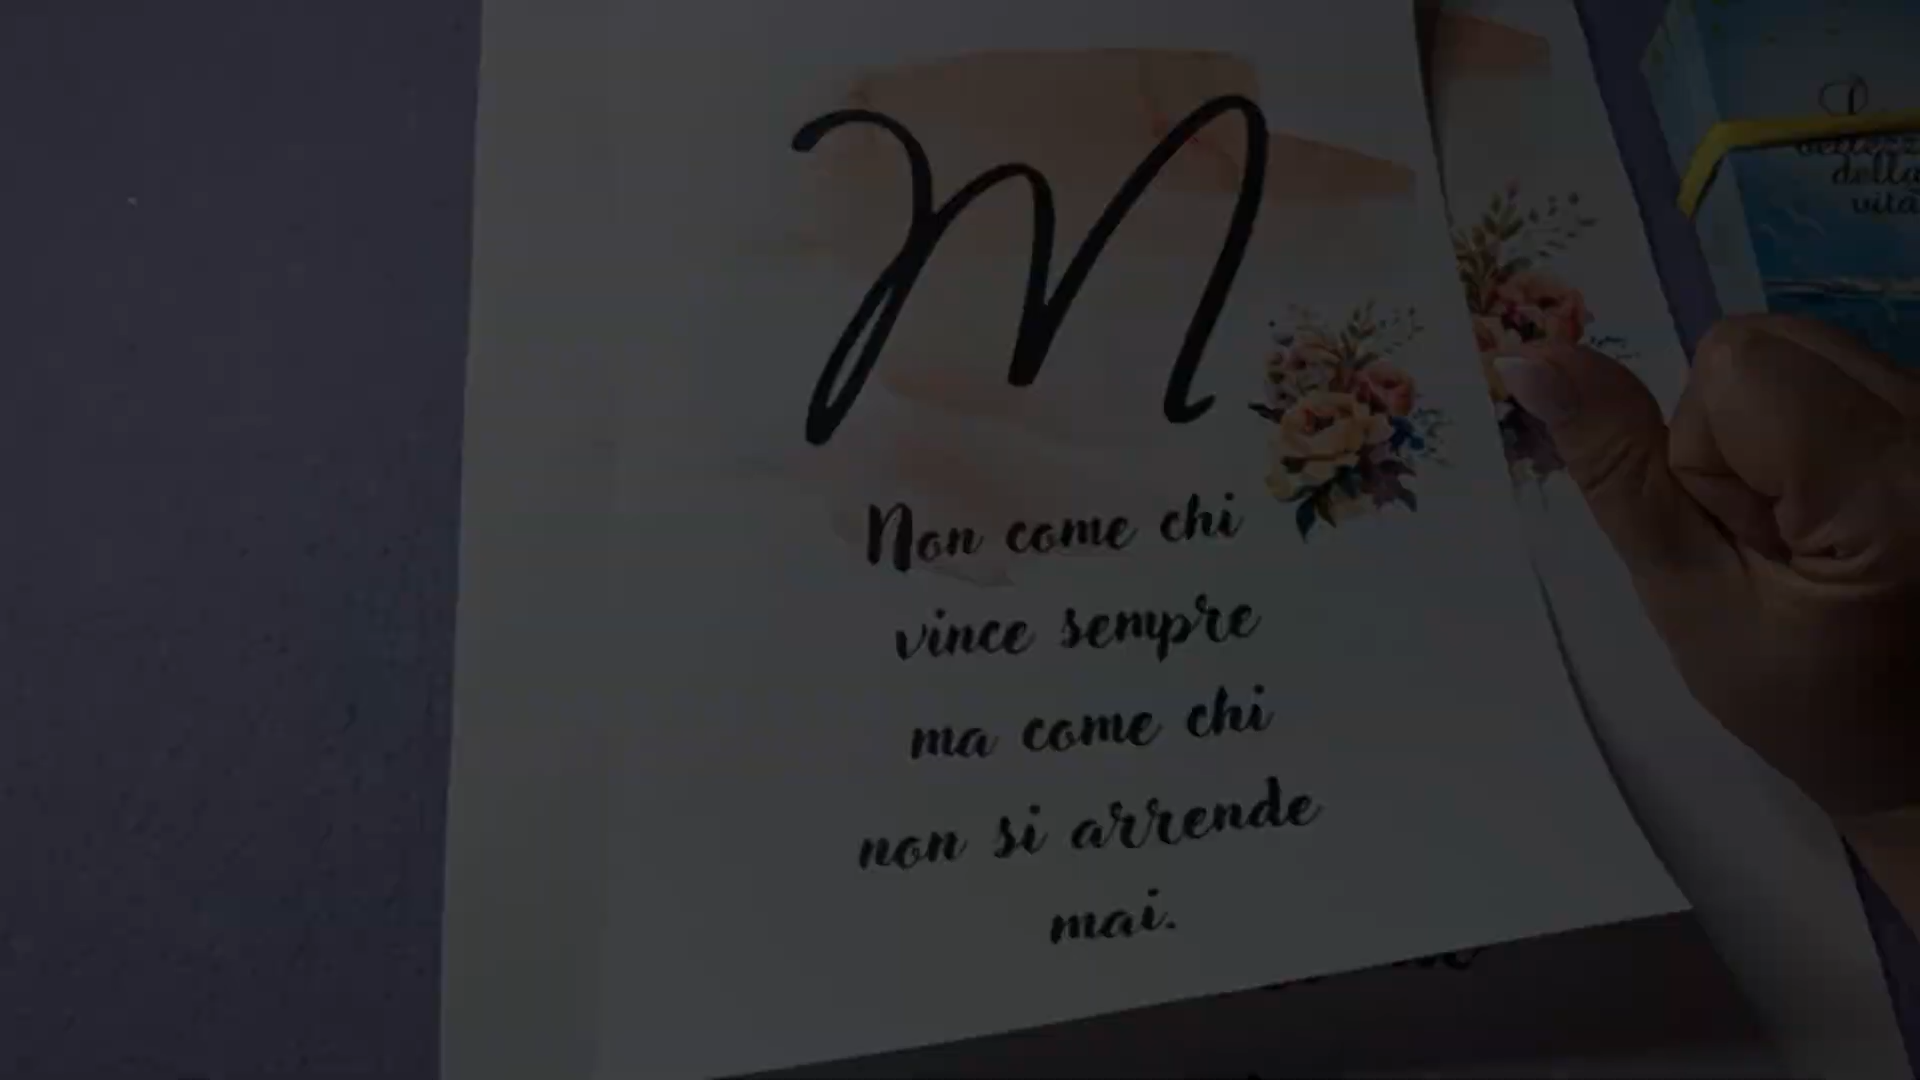 M
Non come chi
vince sempre
ma come chi
non si arrende
mai.
della
vita